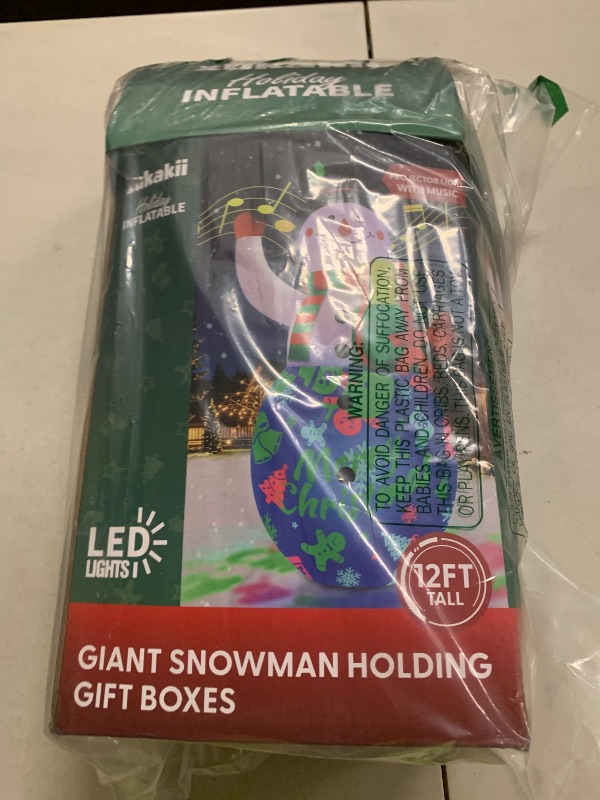 Holiday
INFLATABLE
Zukakii
Holiday
INFLATABLE
PROJECTOR LIGHT
WITH MUSIC
WARNING:
TO AVOID DANGER OF SUFFOCATION,
KEEP THIS PLASTIC BAG AWAY FROM
BABIES AND CHILDREN. DO NOT USE
THIS BAG IN CRIBS, BEDS, CARRIAGES
OR PLAYPENS. THIS BAG IS NOT A TOY.
LED
LIGHTS
12FT
TALL
GIANT SNOWMAN HOLDING
GIFT BOXES